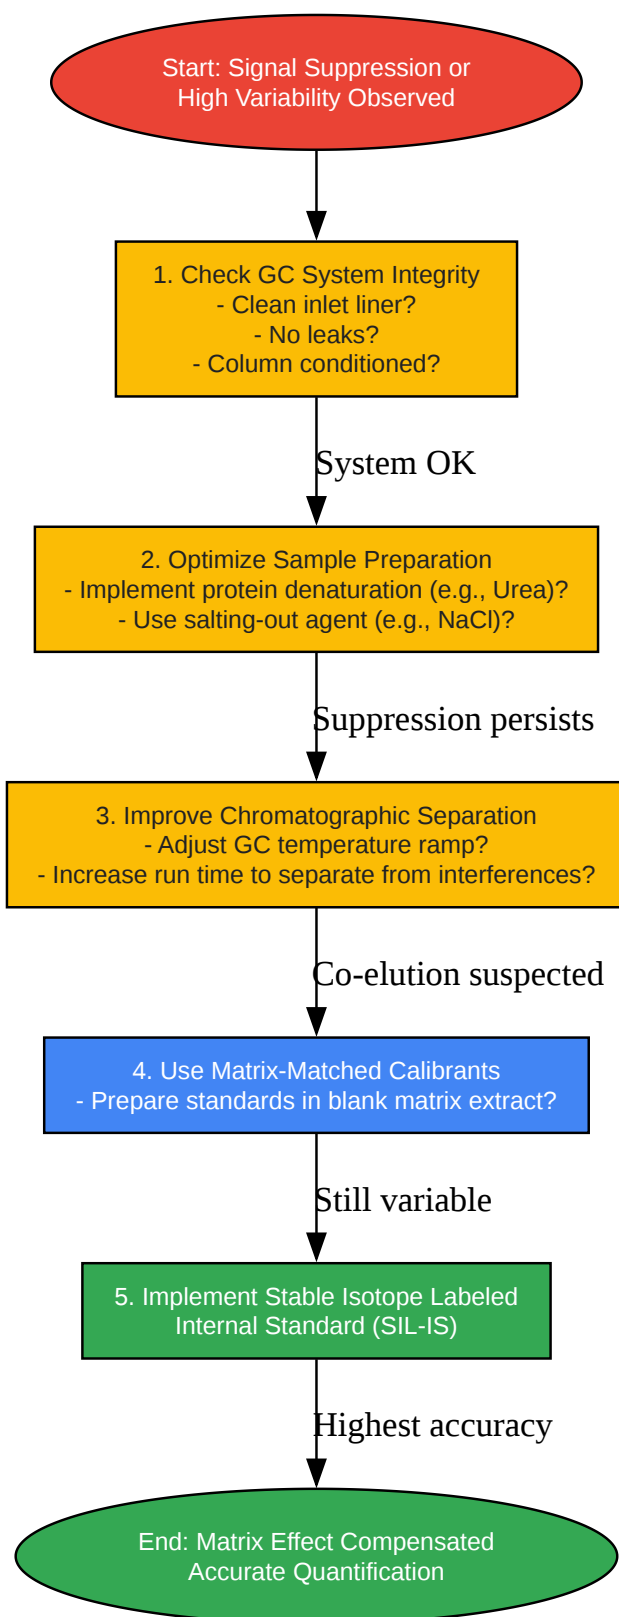 Start: Signal Suppression or
High Variability Observed
1. Check GC System Integrity
- Clean inlet liner?
- No leaks?
- Column conditioned?
System OK
2. Optimize Sample Preparation
- Implement protein denaturation (e.g., Urea)?
- Use salting-out agent (e.g., NaCl)?
Suppression persists
3. Improve Chromatographic Separation
- Adjust GC temperature ramp?
- Increase run time to separate from interferences?
Co-elution suspected
4. Use Matrix-Matched Calibrants
- Prepare standards in blank matrix extract?
Still variable
5. Implement Stable Isotope Labeled
Internal Standard (SIL-IS)
Highest accuracy
End: Matrix Effect Compensated
Accurate Quantification